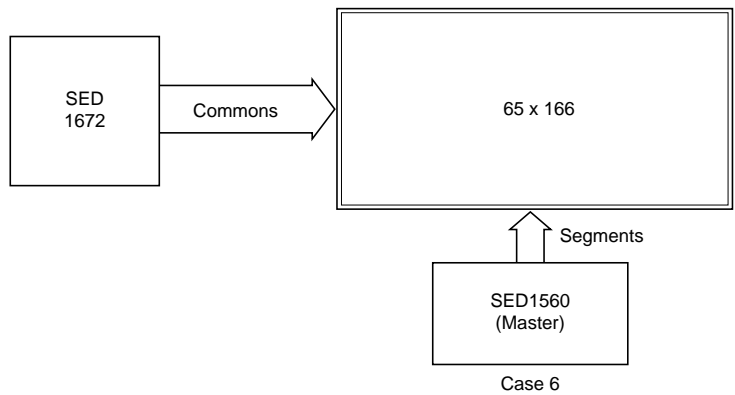 SED
1672
Commons
65 x 166
Segments
SED1560
(Master)
Case 6